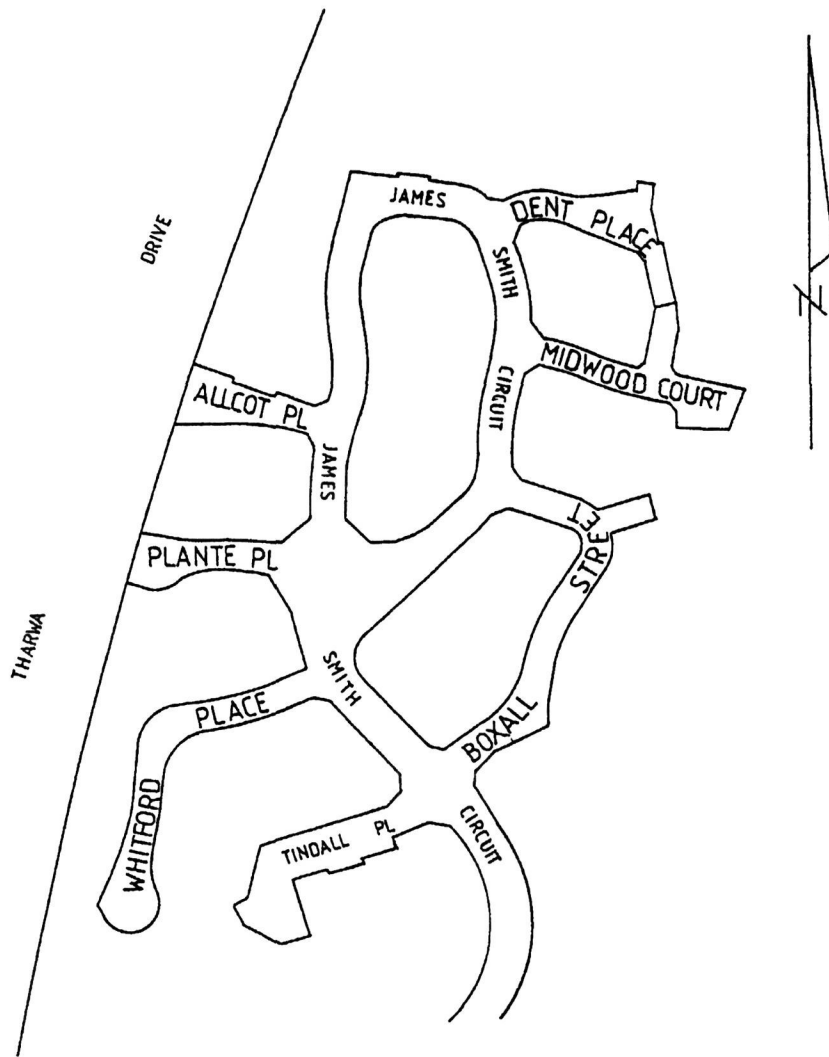 JAMES
DENT PLACE
DRIVE
SMITH
N
MIDWOOD COURT
ALLCOT PL
CIRCUIT
JAMES
STREET
PLANTE PL
THARWA
SMITH
PLACE
BOXALL
WHITFORD
TINDALL PL
CIRCUIT